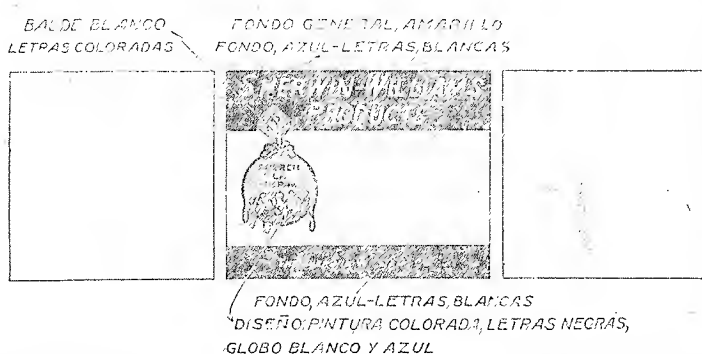 BALDE BLANCO
LETRAS COLORADAS
FONDO GENERAL, AMARILLO
FONDO, AZUL-LETRAS, BLANCAS
SHERWIN-WILLIAMS
PRODUCTS
FONDO, AZUL-LETRAS, BLANCAS
DISEÑO: PINTURA COLORADA, LETRAS NEGRAS,
GLOBO BLANCO Y AZUL